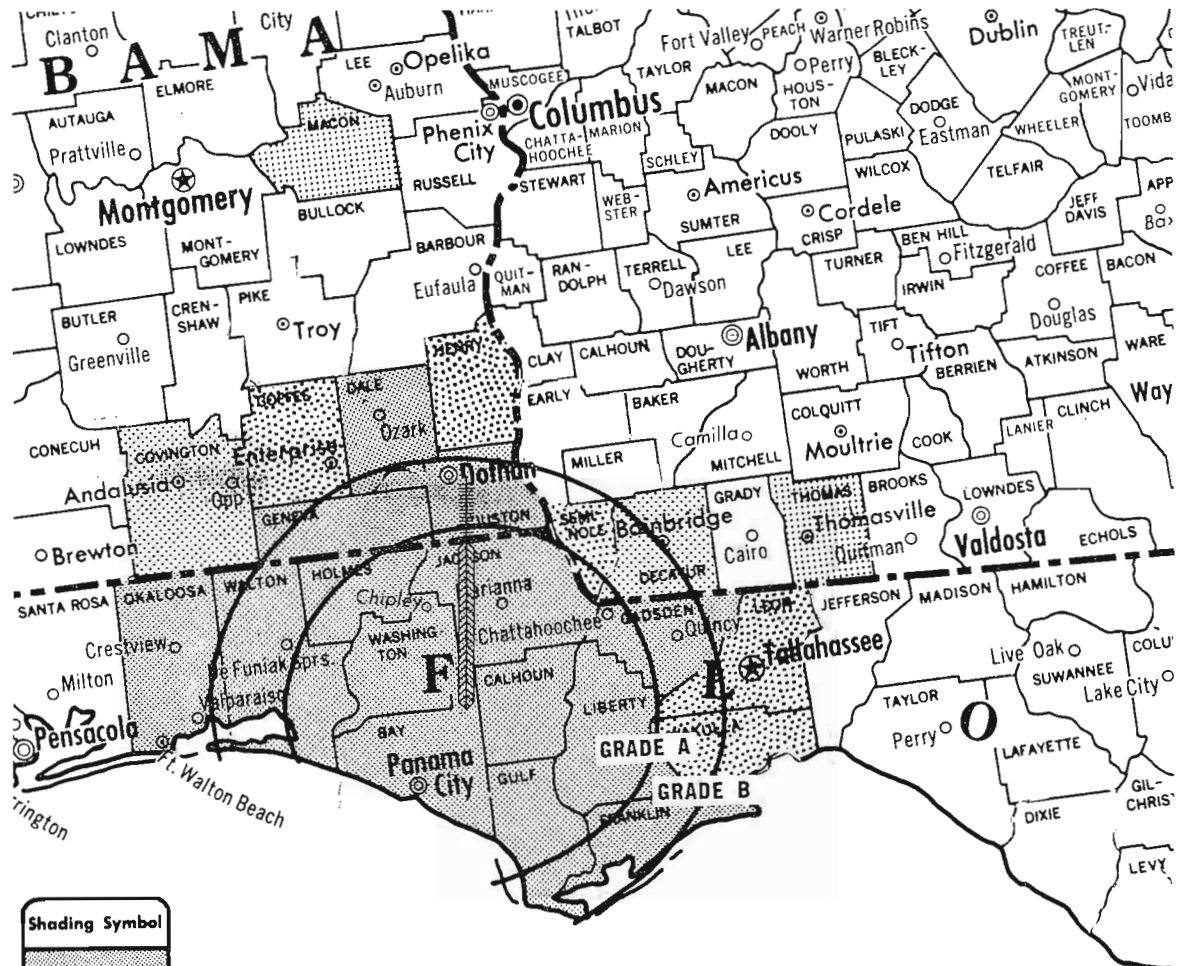 Clanton
City
B A M A
TALBOT
Fort Valley
PEACH
Warner Robins
Dublin
TREUT-
LEN
LEE
Opelika
Auburn
MUSCOGEE
TAYLOR
MACON
Perry
HOUS-
TON
BLECK-
LEY
MONT-
GOMERY
Vida
ELMORE
AUTAUGA
Prattville
MACON
Phenix
City
Columbus
CHATTA-
HOOCHEE
MARION
SCHLEY
DOOLY
PULASKI
DODGE
Eastman
WHEELER
TOOMB
Montgomery
RUSSELL
STEWART
WEB-
STER
Americus
SUMTER
WILCOX
TELFAIR
JEFF
DAVIS
APP
Bax
LOWNDES
MONT-
GOMERY
BULLOCK
BARBOUR
Eufaula
QUIT-
MAN
RAN-
DOLPH
TERRELL
Dawson
LEE
Cordele
CRISP
TURNER
BEN HILL
Fitzgerald
IRWIN
COFFEE
Douglas
BACON
BUTLER
Greenville
CREN-
SHAW
PIKE
Troy
HENRY
CLAY
CALHOUN
DOU-
GHERTY
Albany
WORTH
TIFT
Tifton
BERRIEN
ATKINSON
WARE
COFFEE
DALE
Ozark
EARLY
BAKER
Camilla
MITCHELL
COLQUITT
Moultrie
COOK
LANIER
CLINCH
Way
CONECUH
COVINGTON
Andalusia
Opp
Enterprise
Dothan
MILLER
GENEVA
HOUSTON
SEMI-
NOLE
Bainbridge
DECATUR
GRADY
Cairo
THOMAS
Thomasville
BROOKS
Quitman
LOWNDES
Valdosta
ECHOLS
Brewton
SANTA ROSA
OKALOOSA
WALTON
HOLMES
JACKSON
Chipley
arianna
Chattahoochee
GADSDEN
Quincy
LEON
Tallahassee
JEFFERSON
MADISON
HAMILTON
Crestview
De Funiak Sprs.
WASHING-
TON
F
L
O
CALHOUN
LIBERTY
Live Oak
SUWANNEE
COLU
Lake City
Milton
Valparaiso
Pensacola
Ft. Walton Beach
rrington
BAY
Panama
City
GULF
WAKULLA
GRADE A
GRADE B
FRANKLIN
TAYLOR
Perry
LAFAYETTE
DIXIE
GIL-
CHRIS
LEVY
Shading Symbol